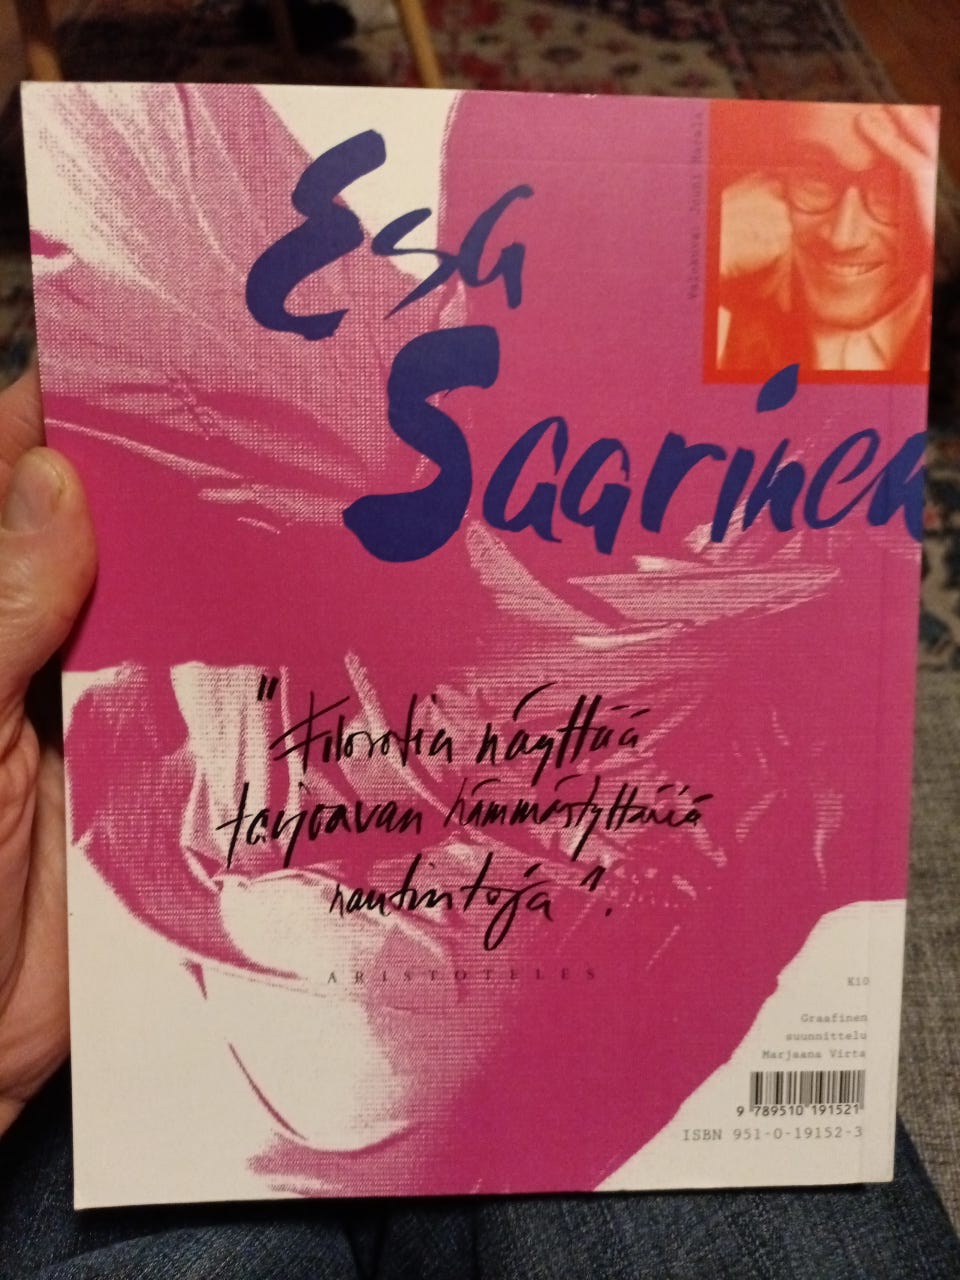 Esa
Saarinen
Valokuva: Jouni Harala
"Filosofia näyttää
tarjoavan hämmästyttäviä
nautintoja".
ARISTOTELES
K10
Graafinen
suunnittelu
Marjaana Virta
9 789510 191521
ISBN 951-0-19152-3